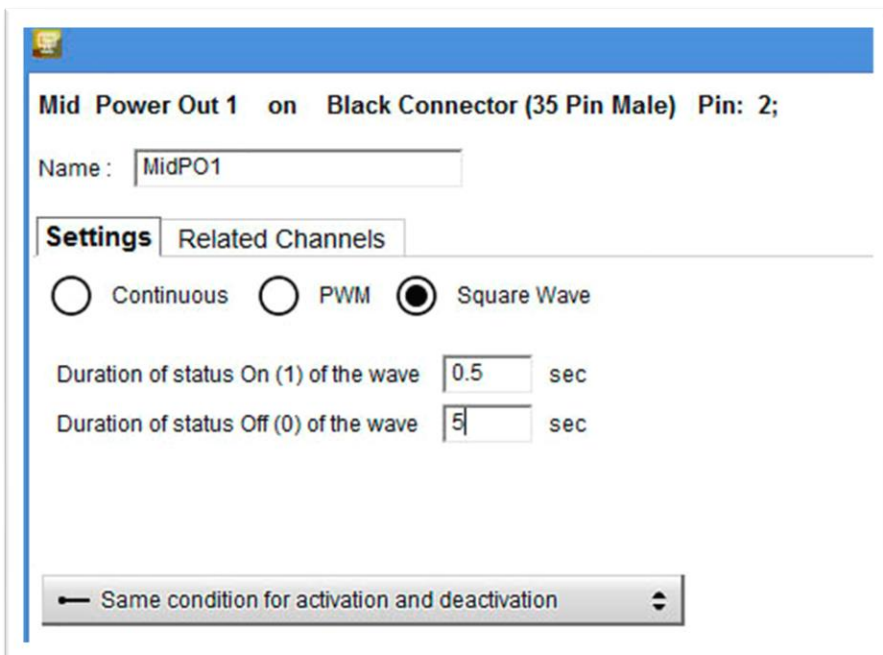 Mid Power Out 1 on Black Connector (35 Pin Male) Pin: 2;
Name : MidPO1
Settings Related Channels
Continuous PWM Square Wave
Duration of status On (1) of the wave 0.5 sec
Duration of status Off (0) of the wave 5 sec
Same condition for activation and deactivation